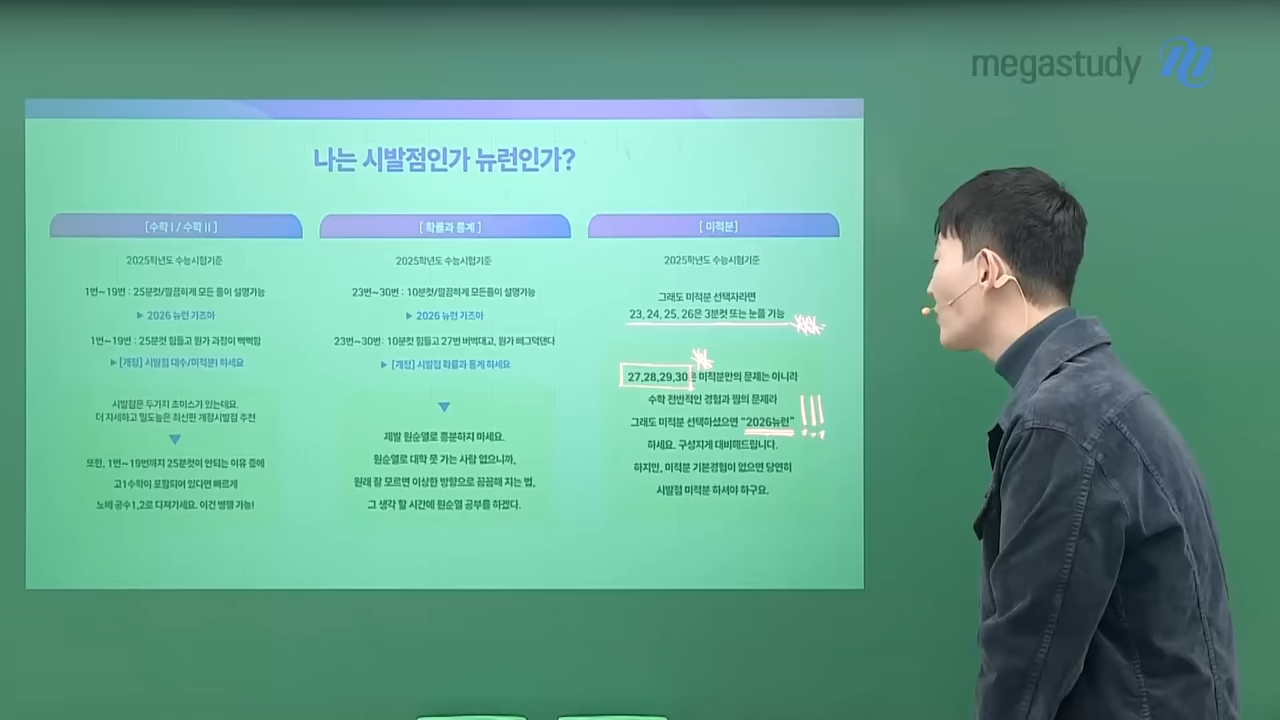 megastudy
나는 시발점인가 뉴런인가?
[수학 I / 수학 II]
2025학년도 수능시험기준
1번~19번 : 25분컷/깔끔하게 모든 틀이 설명가능
▶ 2026 뉴런 가즈아
1번~19번 : 25분컷 힘들고 뭔가 과정이 빡빡함
▶ [개정] 시발점 대수/미적분I 하세요
시발점은 두가지 초이스가 있는데요.
더 자세하고 밀도높은 최신판 개정시발점 추천
또한, 1번~19번까지 25분컷이 안되는 이유 중에
고1수학이 포함되어 있다면 빠르게
노베 공수1,2로 다져가세요. 이건 병행 가능!
[확률과 통계]
2025학년도 수능시험기준
23번~30번 : 10분컷/깔끔하게 모든틀이 설명가능
▶ 2026 뉴런 가즈아
23번~30번 : 10분컷 힘들고 27번 버벅대고, 뭔가 삐그덕댄다
▶ [개정] 시발점 확률과 통계 하세요
제발 원순열로 흥분하지 마세요.
원순열로 대학 못 가는 사람 없으니까,
원래 잘 모르면 이상한 방향으로 꼼꼼해 지는 법,
그 생각 할 시간에 원순열 공부를 하겠다.
[미적분]
2025학년도 수능시험기준
그래도 미적분 선택자라면
23, 24, 25, 26은 3분컷 또는 눈풀 가능
27,28,29,30은 미적분만의 문제는 아니라
수학 전반적인 경험과 짬의 문제라
그래도 미적분 선택하셨으면 "2026뉴런" !!!
하세요. 구성지게 대비해드립니다.
하지만, 미적분 기본경험이 없으면 당연히
시발점 미적분 하셔야 하구요.